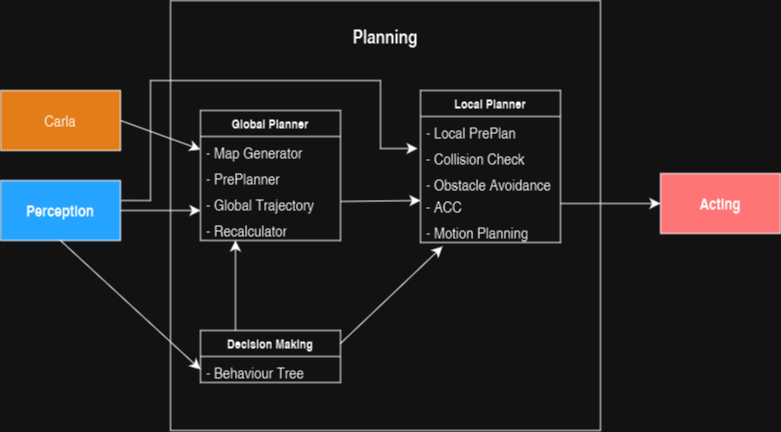 Planning
Carla
Perception
Global Planner
- Map Generator
- PrePlanner
- Global Trajectory
- Recalculator
Local Planner
- Local PrePlan
- Collision Check
- Obstacle Avoidance
- ACC
- Motion Planning
Decision Making
- Behaviour Tree
Acting